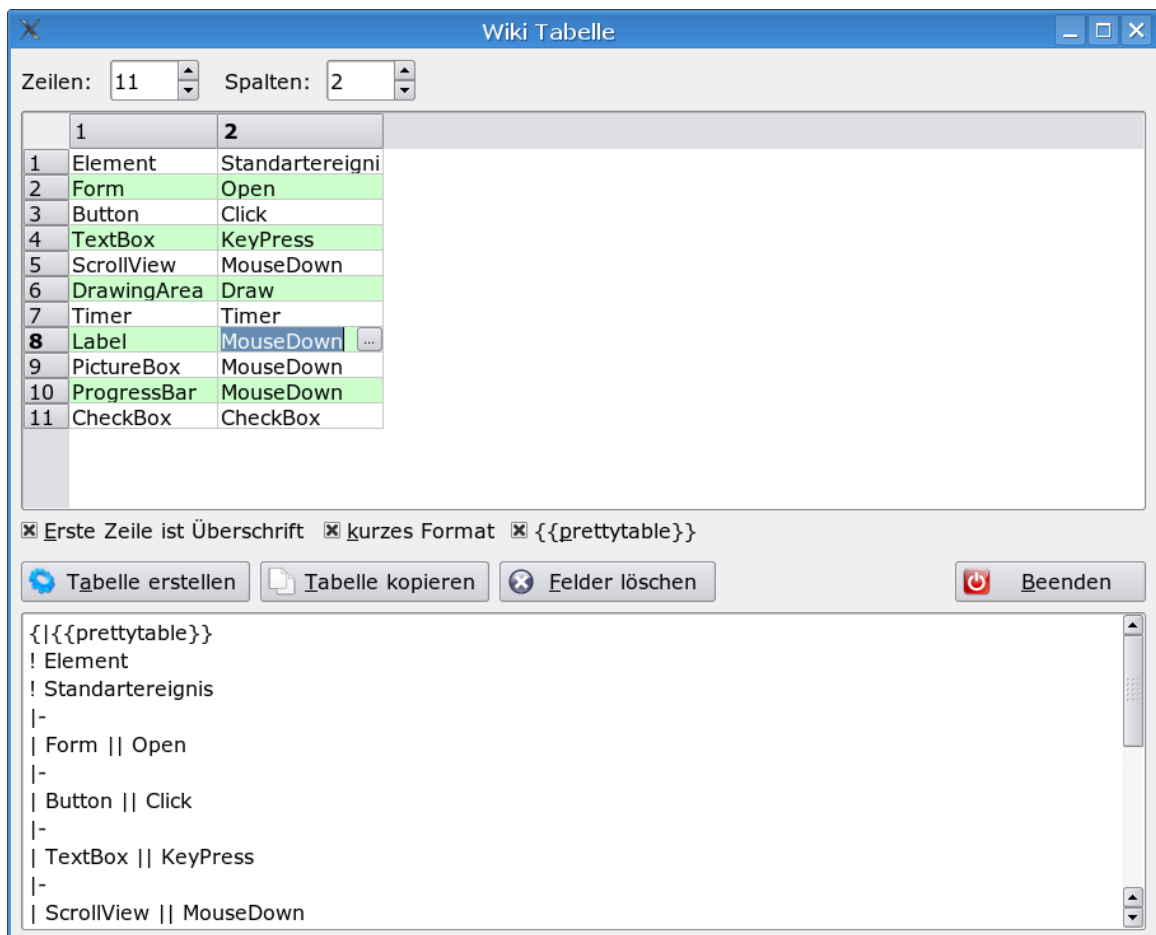 Wiki Tabelle
Zeilen: 11 Spalten: 2
1 2
1 Element Standartereigni
2 Form Open
3 Button Click
4 TextBox KeyPress
5 ScrollView MouseDown
6 DrawingArea Draw
7 Timer Timer
8 Label MouseDown ...
9 PictureBox MouseDown
10 ProgressBar MouseDown
11 CheckBox CheckBox
Erste Zeile ist Überschrift kurzes Format {{prettytable}}
Tabelle erstellen Tabelle kopieren Felder löschen Beenden
{|{{prettytable}}
! Element
! Standartereignis
|-
| Form || Open
|-
| Button || Click
|-
| TextBox || KeyPress
|-
| ScrollView || MouseDown